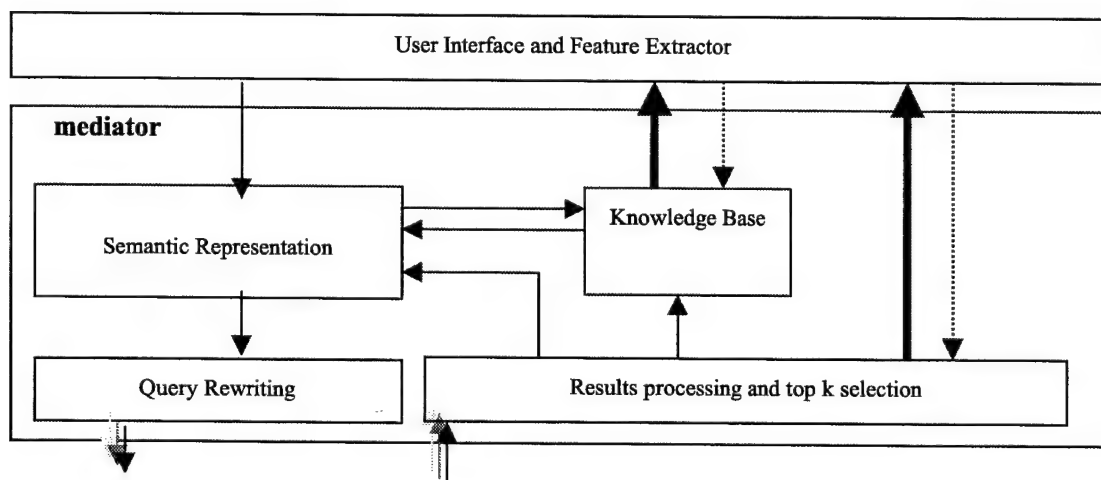 User Interface and Feature Extractor
mediator
Knowledge Base
Semantic Representation
Query Rewriting
Results processing and top k selection